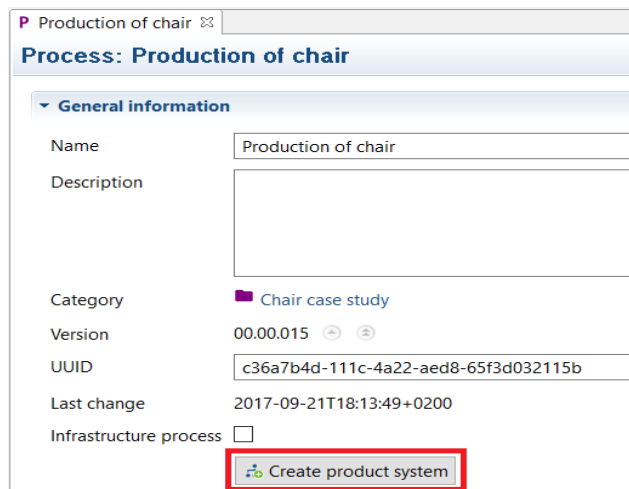 P Production of chair
Process: Production of chair
General information
Name Production of chair
Description
Category Chair case study
Version 00.00.015
UUID c36a7b4d-111c-4a22-aed8-65f3d032115b
Last change 2017-09-21T18:13:49+0200
Infrastructure process
Create product system